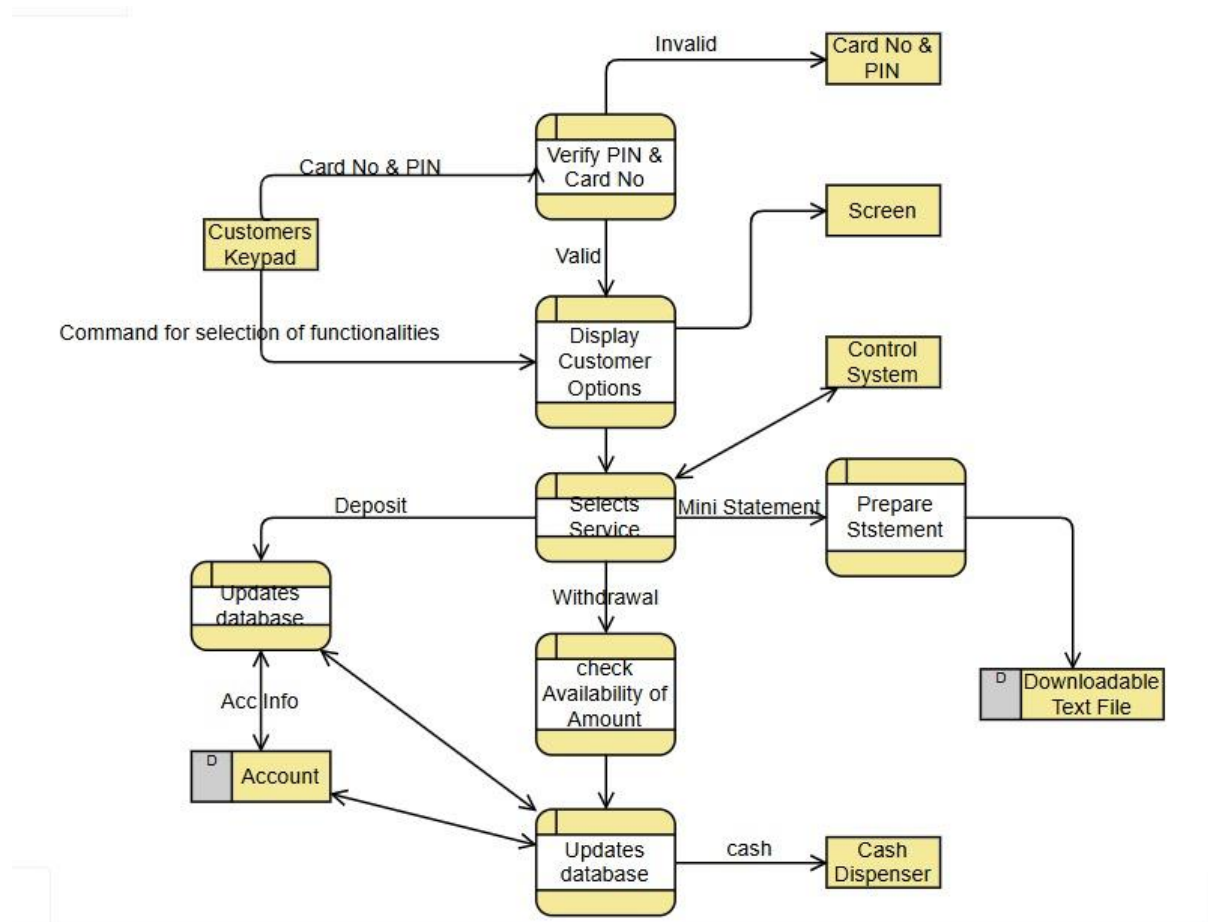 Invalid
Card No &
PIN
Verify PIN &
Card No
Card No & PIN
Customers
Keypad
Screen
Valid
Command for selection of functionalities
Display
Customer
Options
Control
System
Deposit
Selects
Service
Mini Statement
Prepare
Ststement
Updates
database
Withdrawal
check
Availability of
Amount
D
Downloadable
Text File
Acc Info
D
Account
Updates
database
cash
Cash
Dispenser